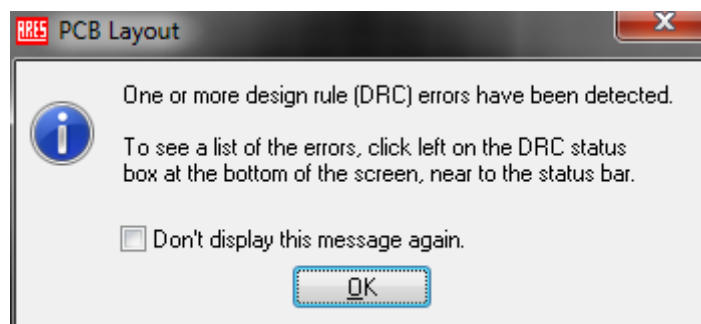 ARES PCB Layout
One or more design rule (DRC) errors have been detected.
To see a list of the errors, click left on the DRC status
box at the bottom of the screen, near to the status bar.
Don't display this message again.
OK